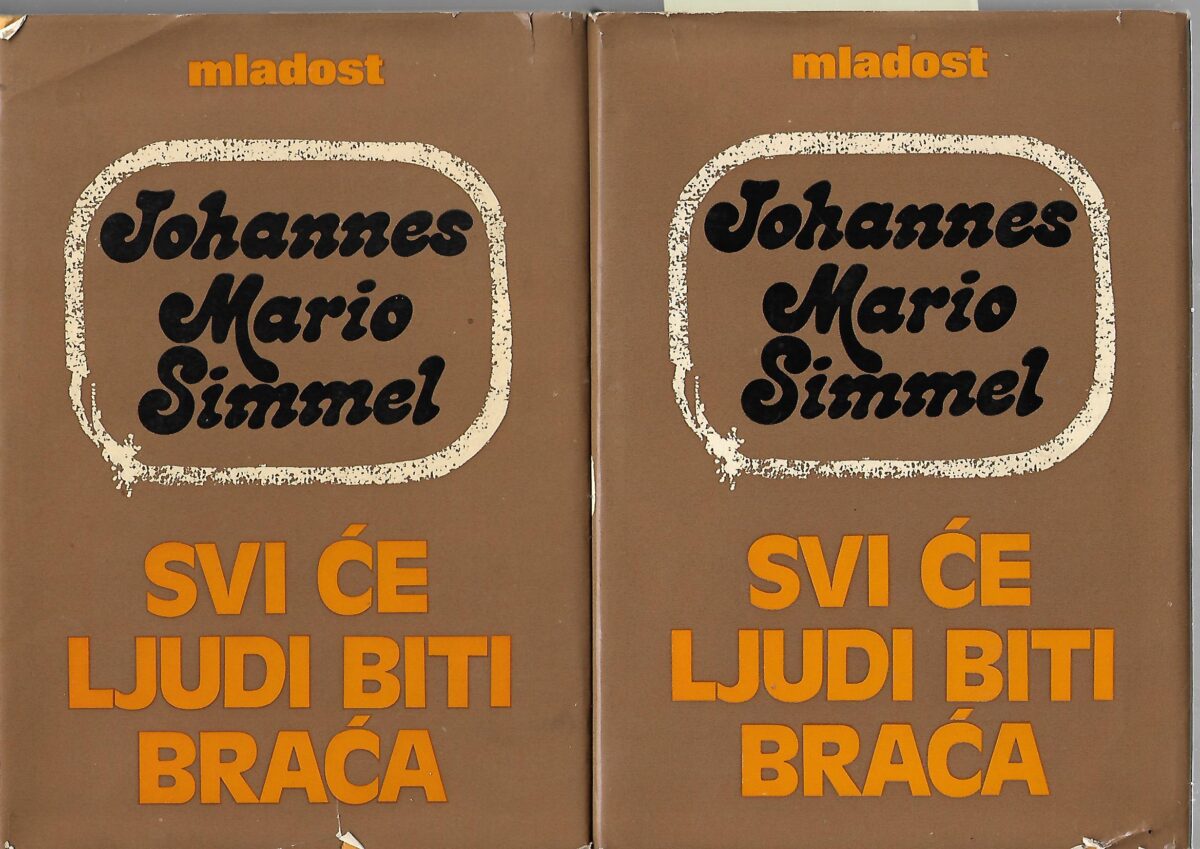 mladost
Johannes
Mario
Simmel
SVI ĆE
LJUDI BITI
BRAĆA
mladost
Johannes
Mario
Simmel
SVI ĆE
LJUDI BITI
BRAĆA